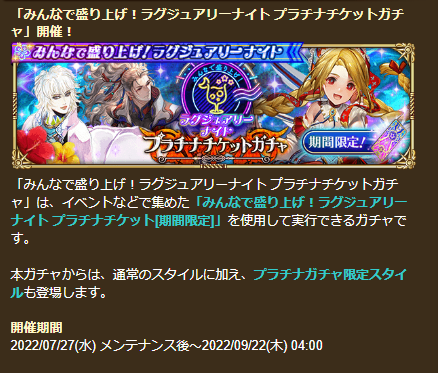 「みんなで盛り上げ！ラグジュアリーナイト プラチナチケットガチ
ャ」開催！
みんなで盛り上げ！ラグジュアリーナイト
みんなで盛り上げ！
ラグジュアリー
ナイト
プラチナチケットガチャ
期間限定！
「みんなで盛り上げ！ラグジュアリーナイト プラチナチケットガチ
ャ」は、イベントなどで集めた「みんなで盛り上げ！ラグジュアリー
ナイト プラチナチケット[期間限定]」を使用して実行できるガチャで
す。
本ガチャからは、通常のスタイルに加え、プラチナガチャ限定スタイ
ルも登場します。
開催期間
2022/07/27(水) メンテナンス後～2022/09/22(木) 04:00